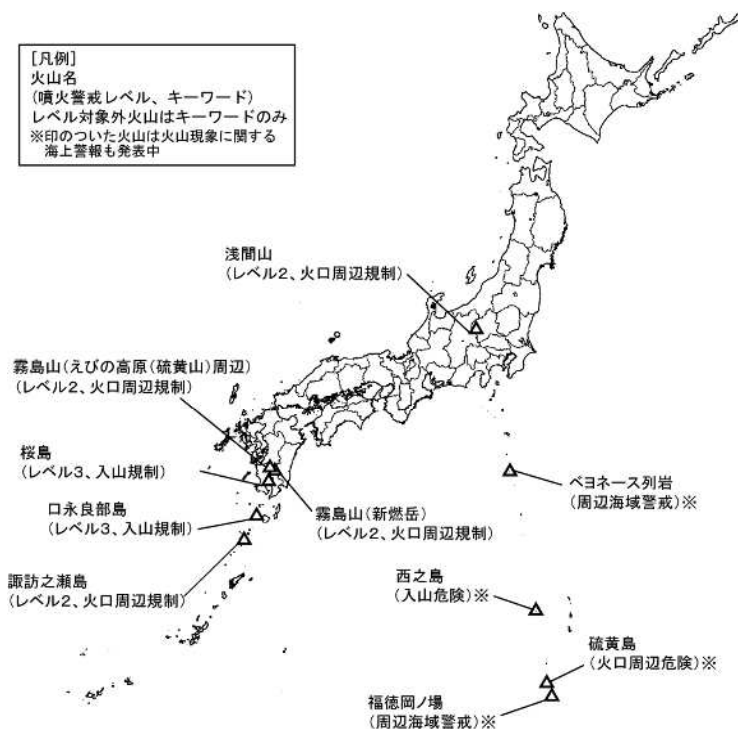 ［凡例］
火山名
(噴火警戒レベル、キーワード)
レベル対象外火山はキーワードのみ
※印のついた火山は火山現象に関する
海上警報も発表中
浅間山
(レベル2、火口周辺規制)
霧島山(えびの高原(硫黄山)周辺)
(レベル2、火口周辺規制)
桜島
(レベル3、入山規制)
口永良部島
(レベル3、入山規制)
霧島山(新燃岳)
(レベル2、火口周辺規制)
諏訪之瀬島
(レベル2、火口周辺規制)
ベヨネース列岩
(周辺海域警戒)※
西之島
(入山危険)※
硫黄島
(火口周辺危険)※
福徳岡ノ場
(周辺海域警戒)※